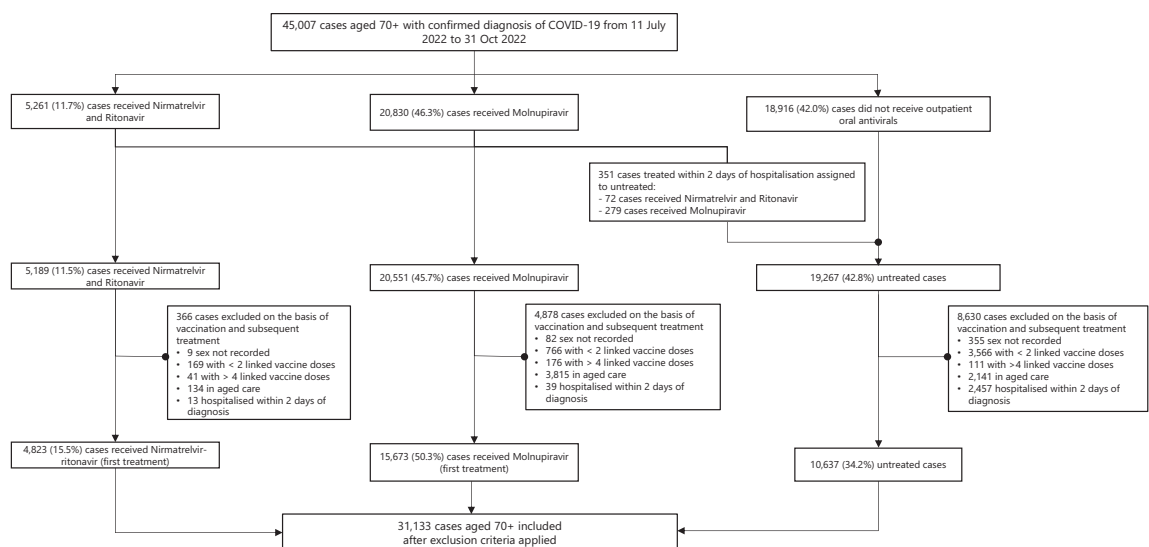 45,007 cases aged 70+ with confirmed diagnosis of COVID-19 from 11 July
2022 to 31 Oct 2022
5,261 (11.7%) cases received Nirmatrelvir
and Ritonavir
20,830 (46.3%) cases received Molnupiravir
18,916 (42.0%) cases did not receive outpatient
oral antivirals
351 cases treated within 2 days of hospitalisation assigned
to untreated:
- 72 cases received Nirmatrelvir and Ritonavir
- 279 cases received Molnupiravir
5,189 (11.5%) cases received Nirmatrelvir
and Ritonavir
20,551 (45.7%) cases received Molnupiravir
19,267 (42.8%) untreated cases
366 cases excluded on the basis of
vaccination and subsequent
treatment
• 9 sex not recorded
• 169 with < 2 linked vaccine doses
• 41 with > 4 linked vaccine doses
• 134 in aged care
• 13 hospitalised within 2 days of
diagnosis
4,878 cases excluded on the basis of
vaccination and subsequent treatment
• 82 sex not recorded
• 766 with < 2 linked vaccine doses
• 176 with > 4 linked vaccine doses
• 3,815 in aged care
• 39 hospitalised within 2 days of
diagnosis
8,630 cases excluded on the basis of
vaccination and subsequent treatment
• 355 sex not recorded
• 3,566 with < 2 linked vaccine doses
• 111 with >4 linked vaccine doses
• 2,141 in aged care
• 2,457 hospitalised within 2 days of
diagnosis
4,823 (15.5%) cases received Nirmatrelvir-
ritonavir (first treatment)
15,673 (50.3%) cases received Molnupiravir
(first treatment)
10,637 (34.2%) untreated cases
31,133 cases aged 70+ included
after exclusion criteria applied